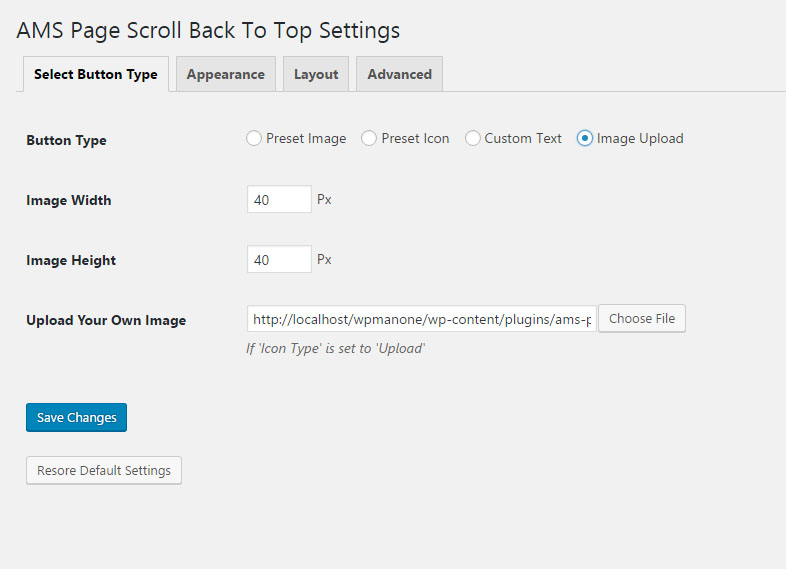 AMS Page Scroll Back To Top Settings
Select Button Type Appearance Layout Advanced
Button Type Preset Image Preset Icon Custom Text Image Upload
Image Width 40 Px
Image Height 40 Px
Upload Your Own Image http://localhost/wpmanone/wp-content/plugins/ams-p Choose File
If 'Icon Type' is set to 'Upload'
Save Changes
Resore Default Settings